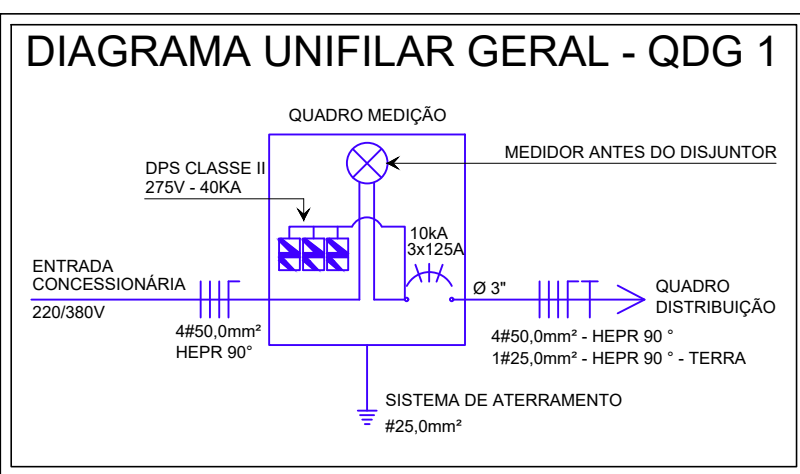 DIAGRAMA UNIFILAR GERAL - QDG 1
QUADRO MEDIÇÃO
MEDIDOR ANTES DO DISJUNTOR
DPS CLASSE II
275V - 40KA
10kA
3x125A
ENTRADA
CONCESSIONÁRIA
220/380V
4#50,0mm²
HEPR 90°
Ø 3"
QUADRO
DISTRIBUIÇÃO
4#50,0mm² - HEPR 90 °
1#25,0mm² - HEPR 90 ° - TERRA
SISTEMA DE ATERRAMENTO
#25,0mm²